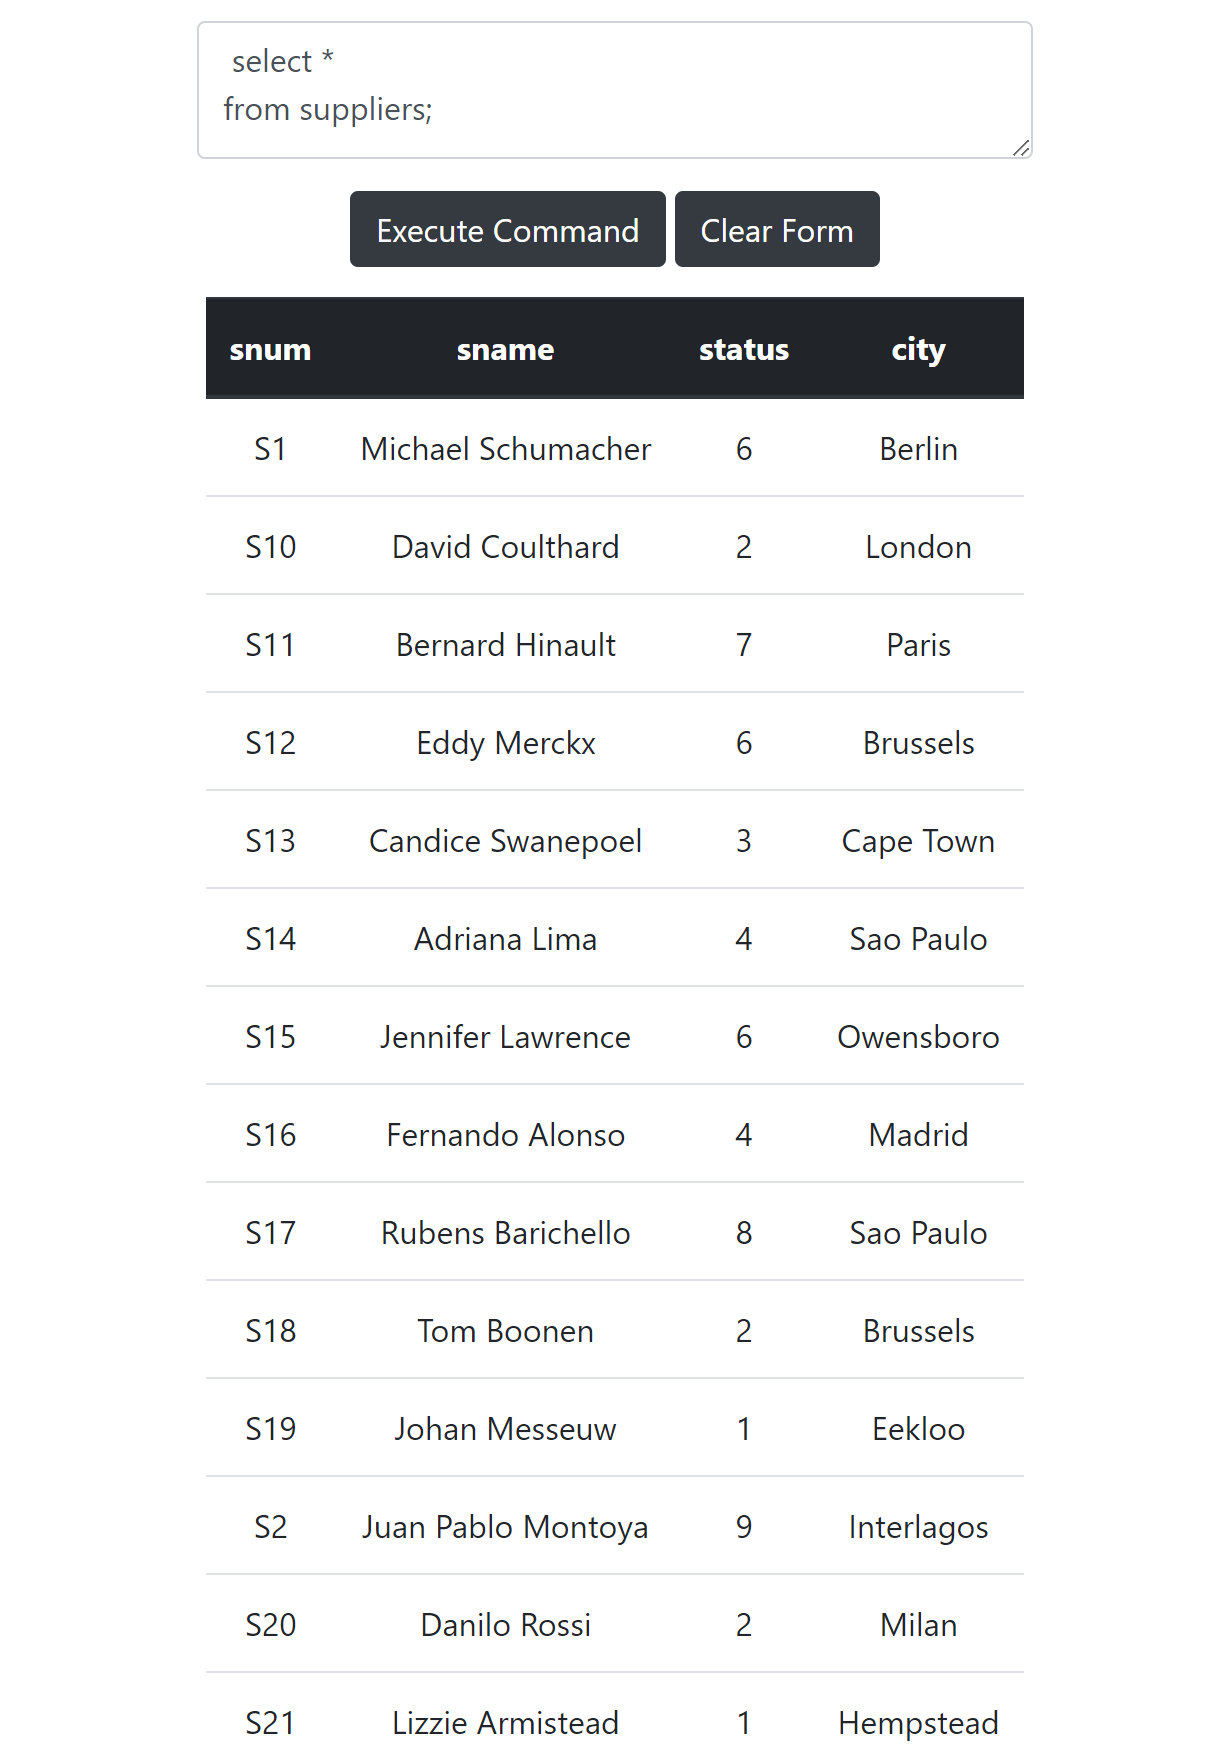 select *
from suppliers;
Execute Command Clear Form
snum sname status city
S1 Michael Schumacher 6 Berlin
S10 David Coulthard 2 London
S11 Bernard Hinault 7 Paris
S12 Eddy Merckx 6 Brussels
S13 Candice Swanepoel 3 Cape Town
S14 Adriana Lima 4 Sao Paulo
S15 Jennifer Lawrence 6 Owensboro
S16 Fernando Alonso 4 Madrid
S17 Rubens Barichello 8 Sao Paulo
S18 Tom Boonen 2 Brussels
S19 Johan Messeuw 1 Eekloo
S2 Juan Pablo Montoya 9 Interlagos
S20 Danilo Rossi 2 Milan
S21 Lizzie Armistead 1 Hempstead